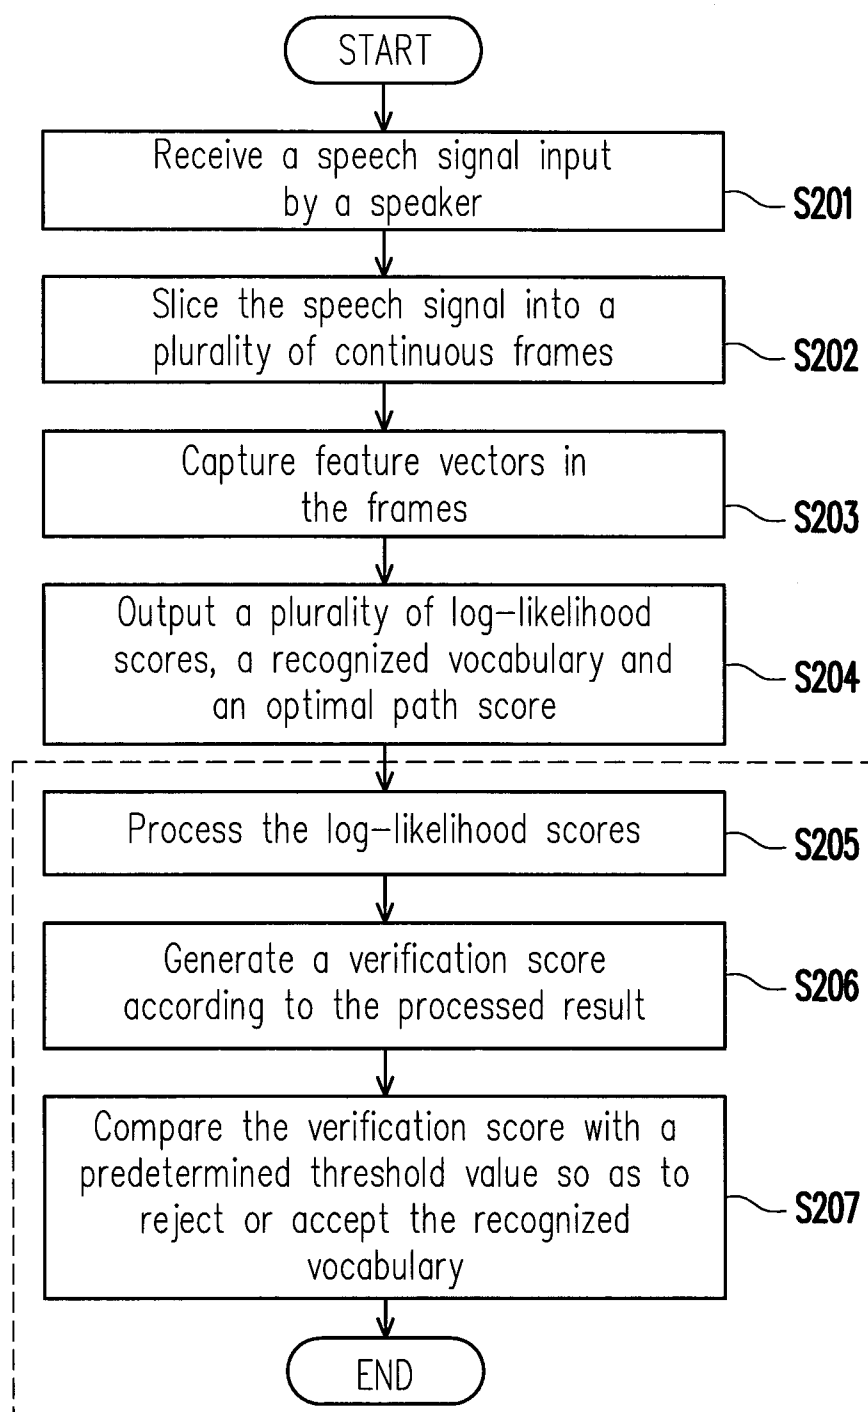 START
Receive a speech signal input
by a speaker
S201
Slice the speech signal into a
plurality of continuous frames
S202
Capture feature vectors in
the frames
S203
Output a plurality of log-likelihood
scores, a recognized vocabulary and
an optimal path score
S204
Process the log-likelihood scores
S205
Generate a verification score
according to the processed result
S206
Compare the verification score with a
predetermined threshold value so as to
reject or accept the recognized
vocabulary
S207
END